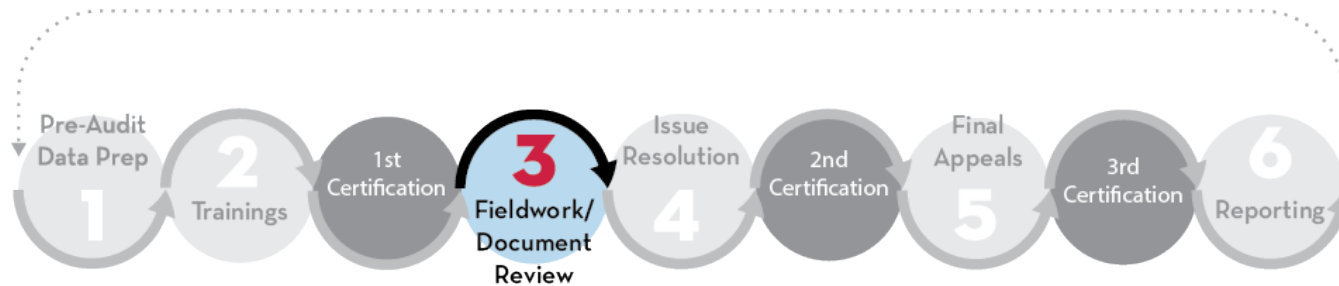 Pre-Audit
Data Prep
1
2
Trainings
1st
Certification
3
Fieldwork/
Document
Review
Issue
Resolution
4
2nd
Certification
Final
Appeals
5
3rd
Certification
6
Reporting